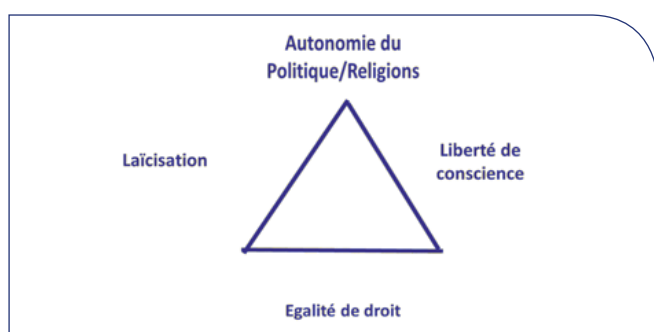 Autonomie du
Politique/Religions
Laïcisation
Liberté de
conscience
Egalité de droit